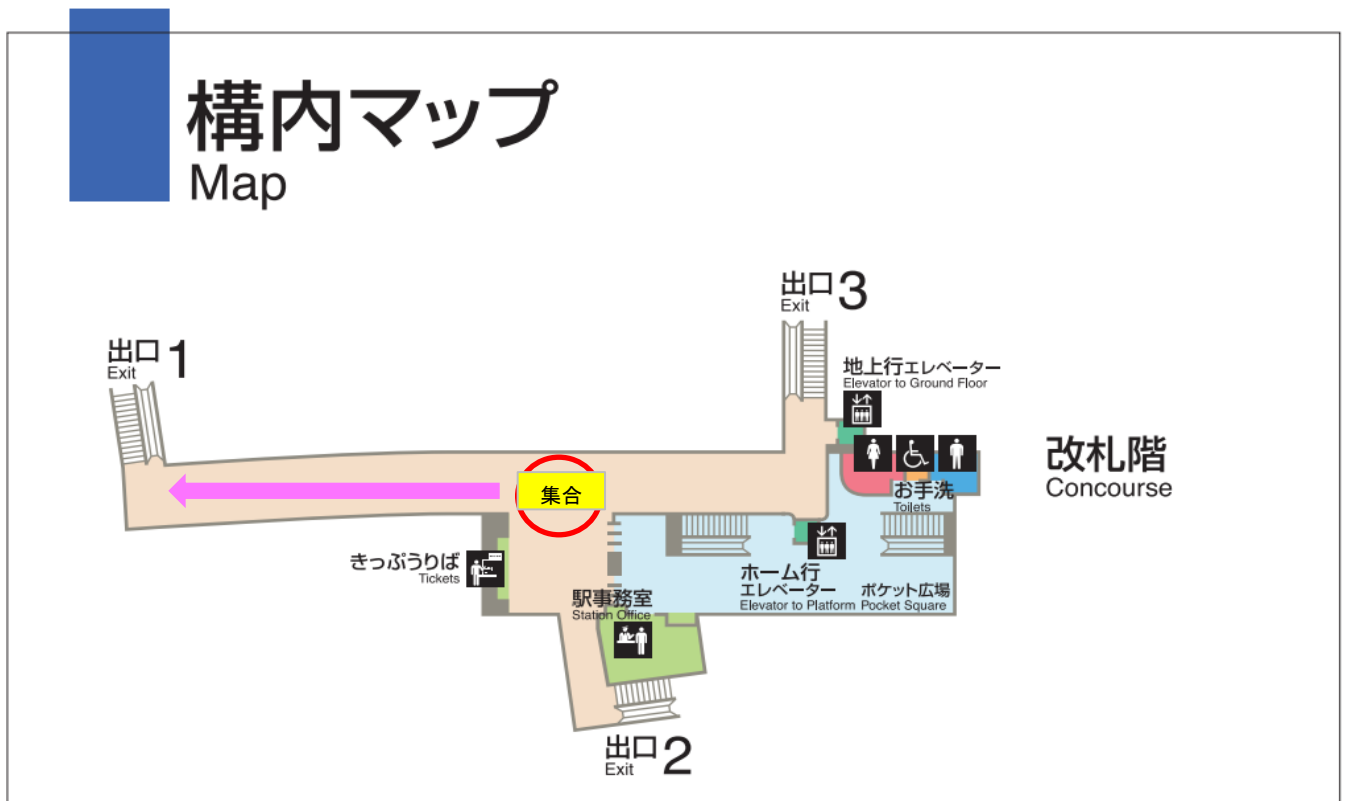 構内マップ
Map
出口 3
Exit
出口 1
Exit
地上行エレベーター
Elevator to Ground Floor
改札階
Concourse
お手洗
Toilets
集合
きっぷうりば
Tickets
ホーム行
エレベーター
Elevator to Platform
ポケット広場
Pocket Square
駅事務室
Station Office
出口 2
Exit